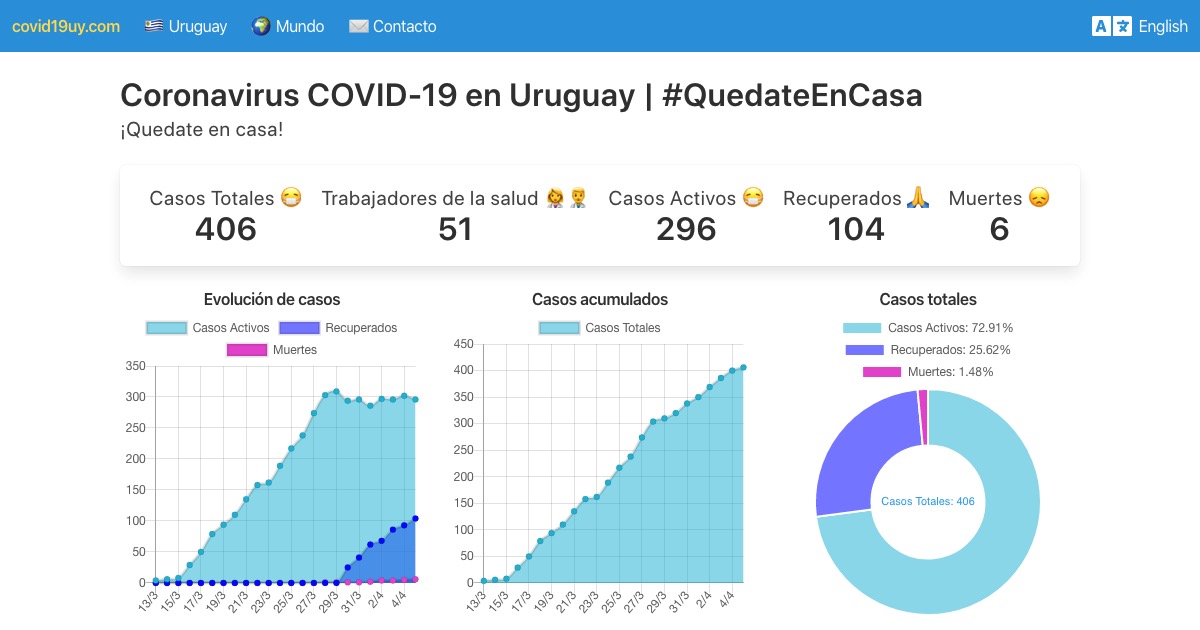 covid19uy.com Uruguay Mundo Contacto English
Coronavirus COVID-19 en Uruguay | #QuedateEnCasa
¡Quedate en casa!
Casos Totales Trabajadores de la salud Casos Activos Recuperados Muertes
406 51 296 104 6
Evolución de casos
Casos Activos Recuperados
Muertes
350
300
250
200
150
100
50
0
13/3 15/3 17/3 19/3 21/3 23/3 25/3 27/3 29/3 31/3 2/4 4/4
Casos acumulados
Casos Totales
450
400
350
300
250
200
150
100
50
0
13/3 15/3 17/3 19/3 21/3 23/3 25/3 27/3 29/3 31/3 2/4 4/4
Casos totales
Casos Activos: 72.91%
Recuperados: 25.62%
Muertes: 1.48%
Casos Totales: 406